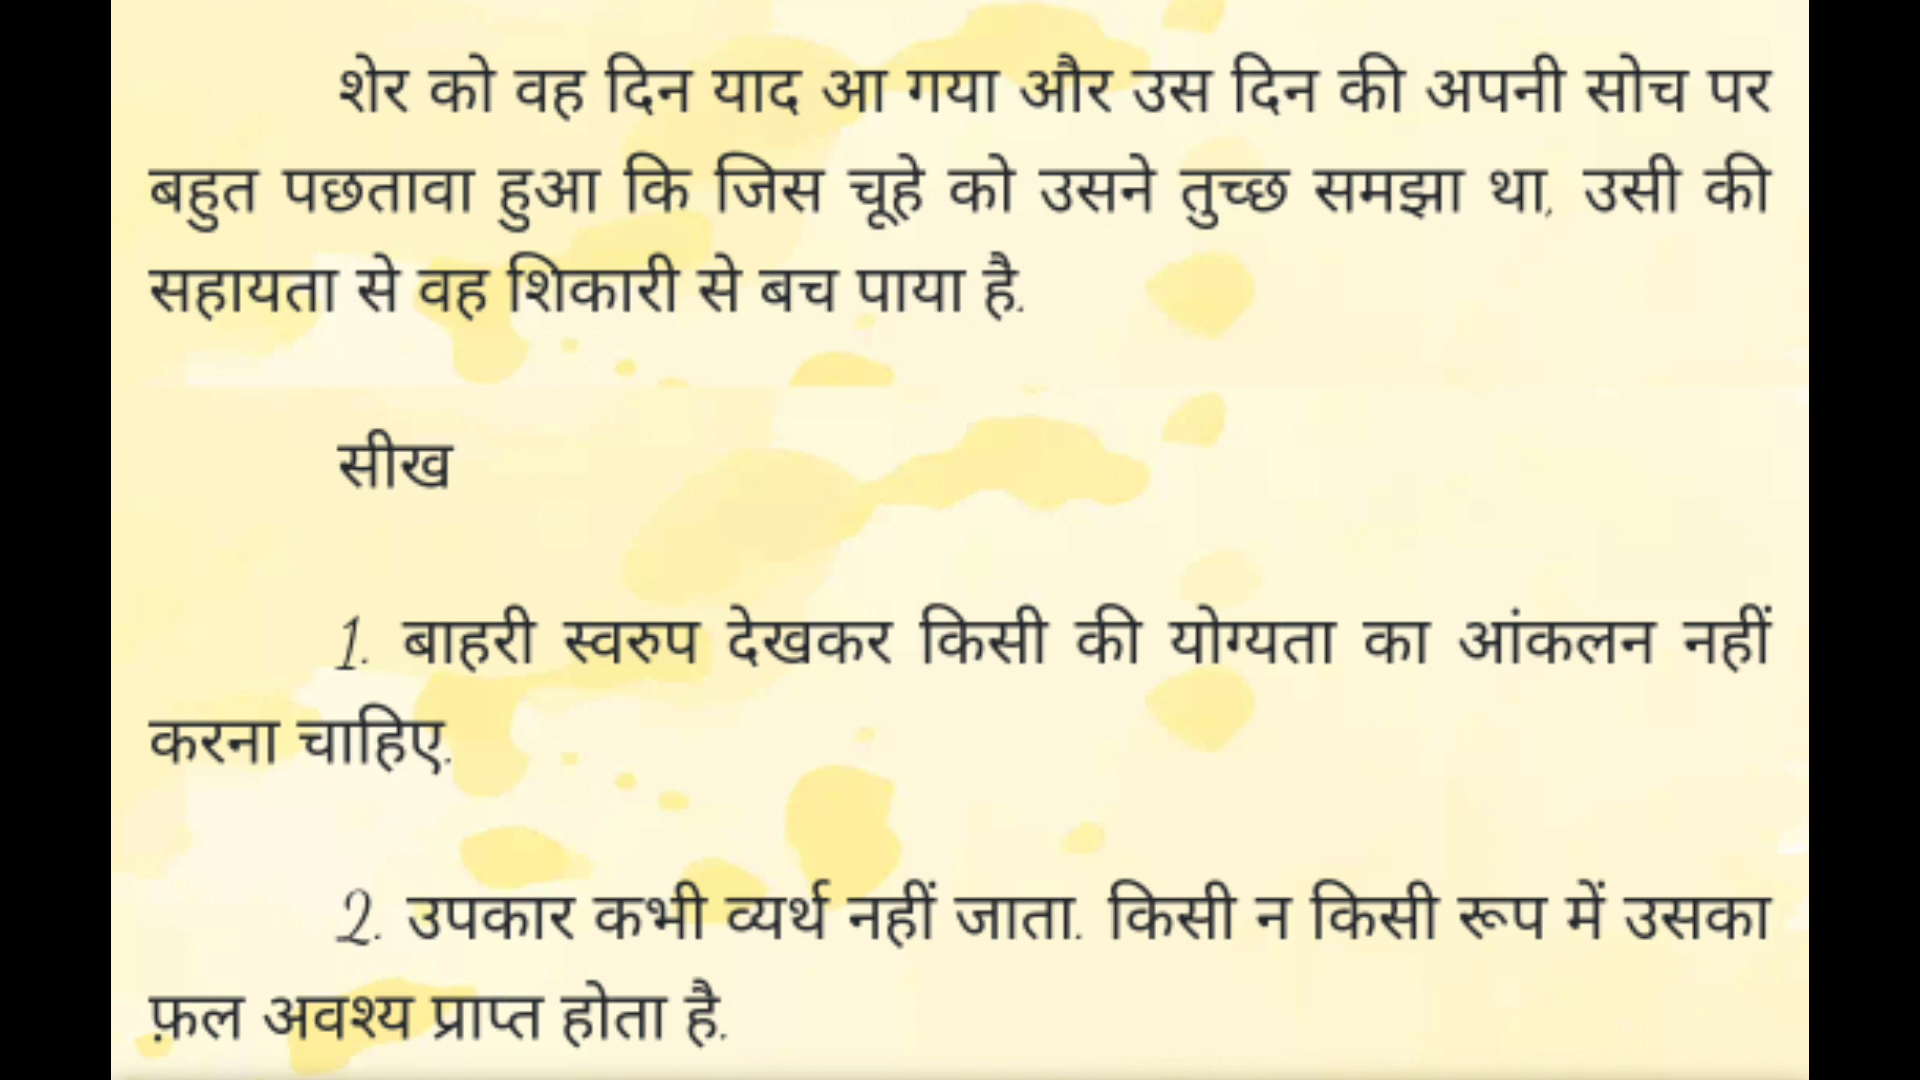 शेर को वह दिन याद आ गया और उस दिन की अपनी सोच पर
बहुत पछतावा हुआ कि जिस चूहे को उसने तुच्छ समझा था, उसी की
सहायता से वह शिकारी से बच पाया है.
सीख
1. बाहरी स्वरुप देखकर किसी की योग्यता का आंकलन नहीं
करना चाहिए.
2. उपकार कभी व्यर्थ नहीं जाता. किसी न किसी रूप में उसका
फ़ल अवश्य प्राप्त होता है.